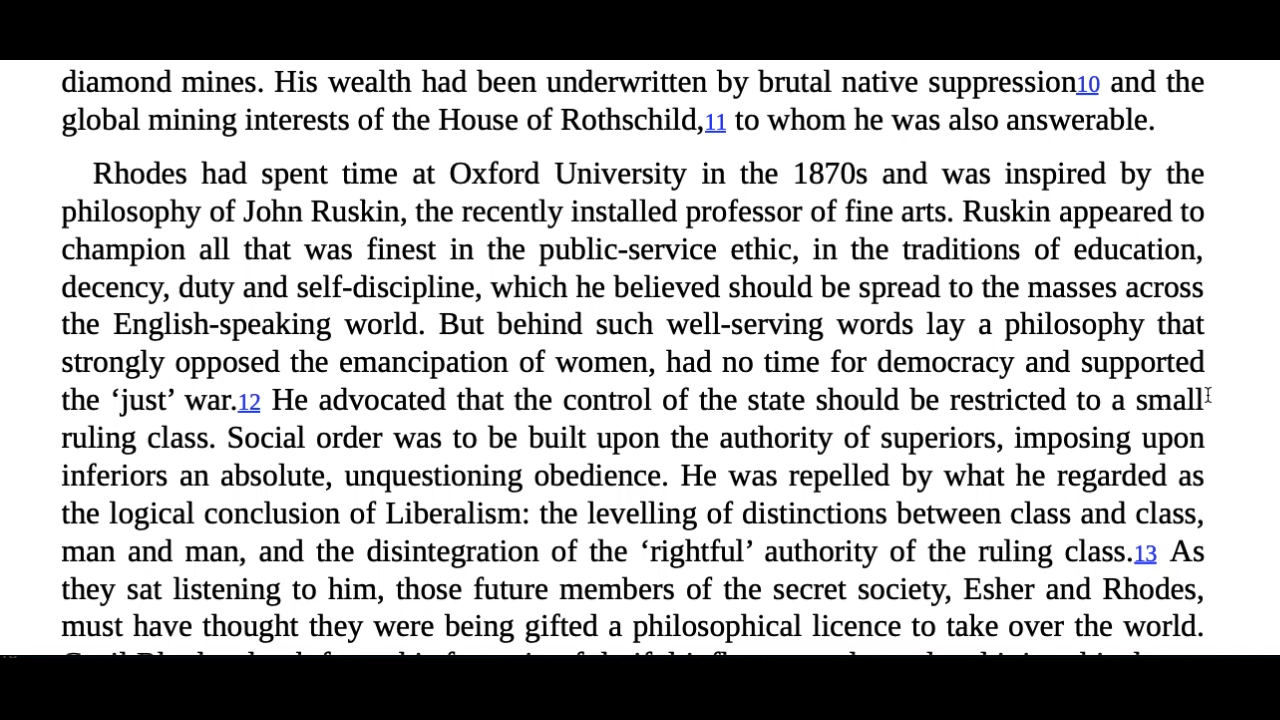 diamond mines. His wealth had been underwritten by brutal native suppression10 and the
global mining interests of the House of Rothschild,11 to whom he was also answerable.
Rhodes had spent time at Oxford University in the 1870s and was inspired by the
philosophy of John Ruskin, the recently installed professor of fine arts. Ruskin appeared to
champion all that was finest in the public-service ethic, in the traditions of education,
decency, duty and self-discipline, which he believed should be spread to the masses across
the English-speaking world. But behind such well-serving words lay a philosophy that
strongly opposed the emancipation of women, had no time for democracy and supported
the ‘just’ war.12 He advocated that the control of the state should be restricted to a small
ruling class. Social order was to be built upon the authority of superiors, imposing upon
inferiors an absolute, unquestioning obedience. He was repelled by what he regarded as
the logical conclusion of Liberalism: the levelling of distinctions between class and class,
man and man, and the disintegration of the ‘rightful’ authority of the ruling class.13 As
they sat listening to him, those future members of the secret society, Esher and Rhodes,
must have thought they were being gifted a philosophical licence to take over the world.